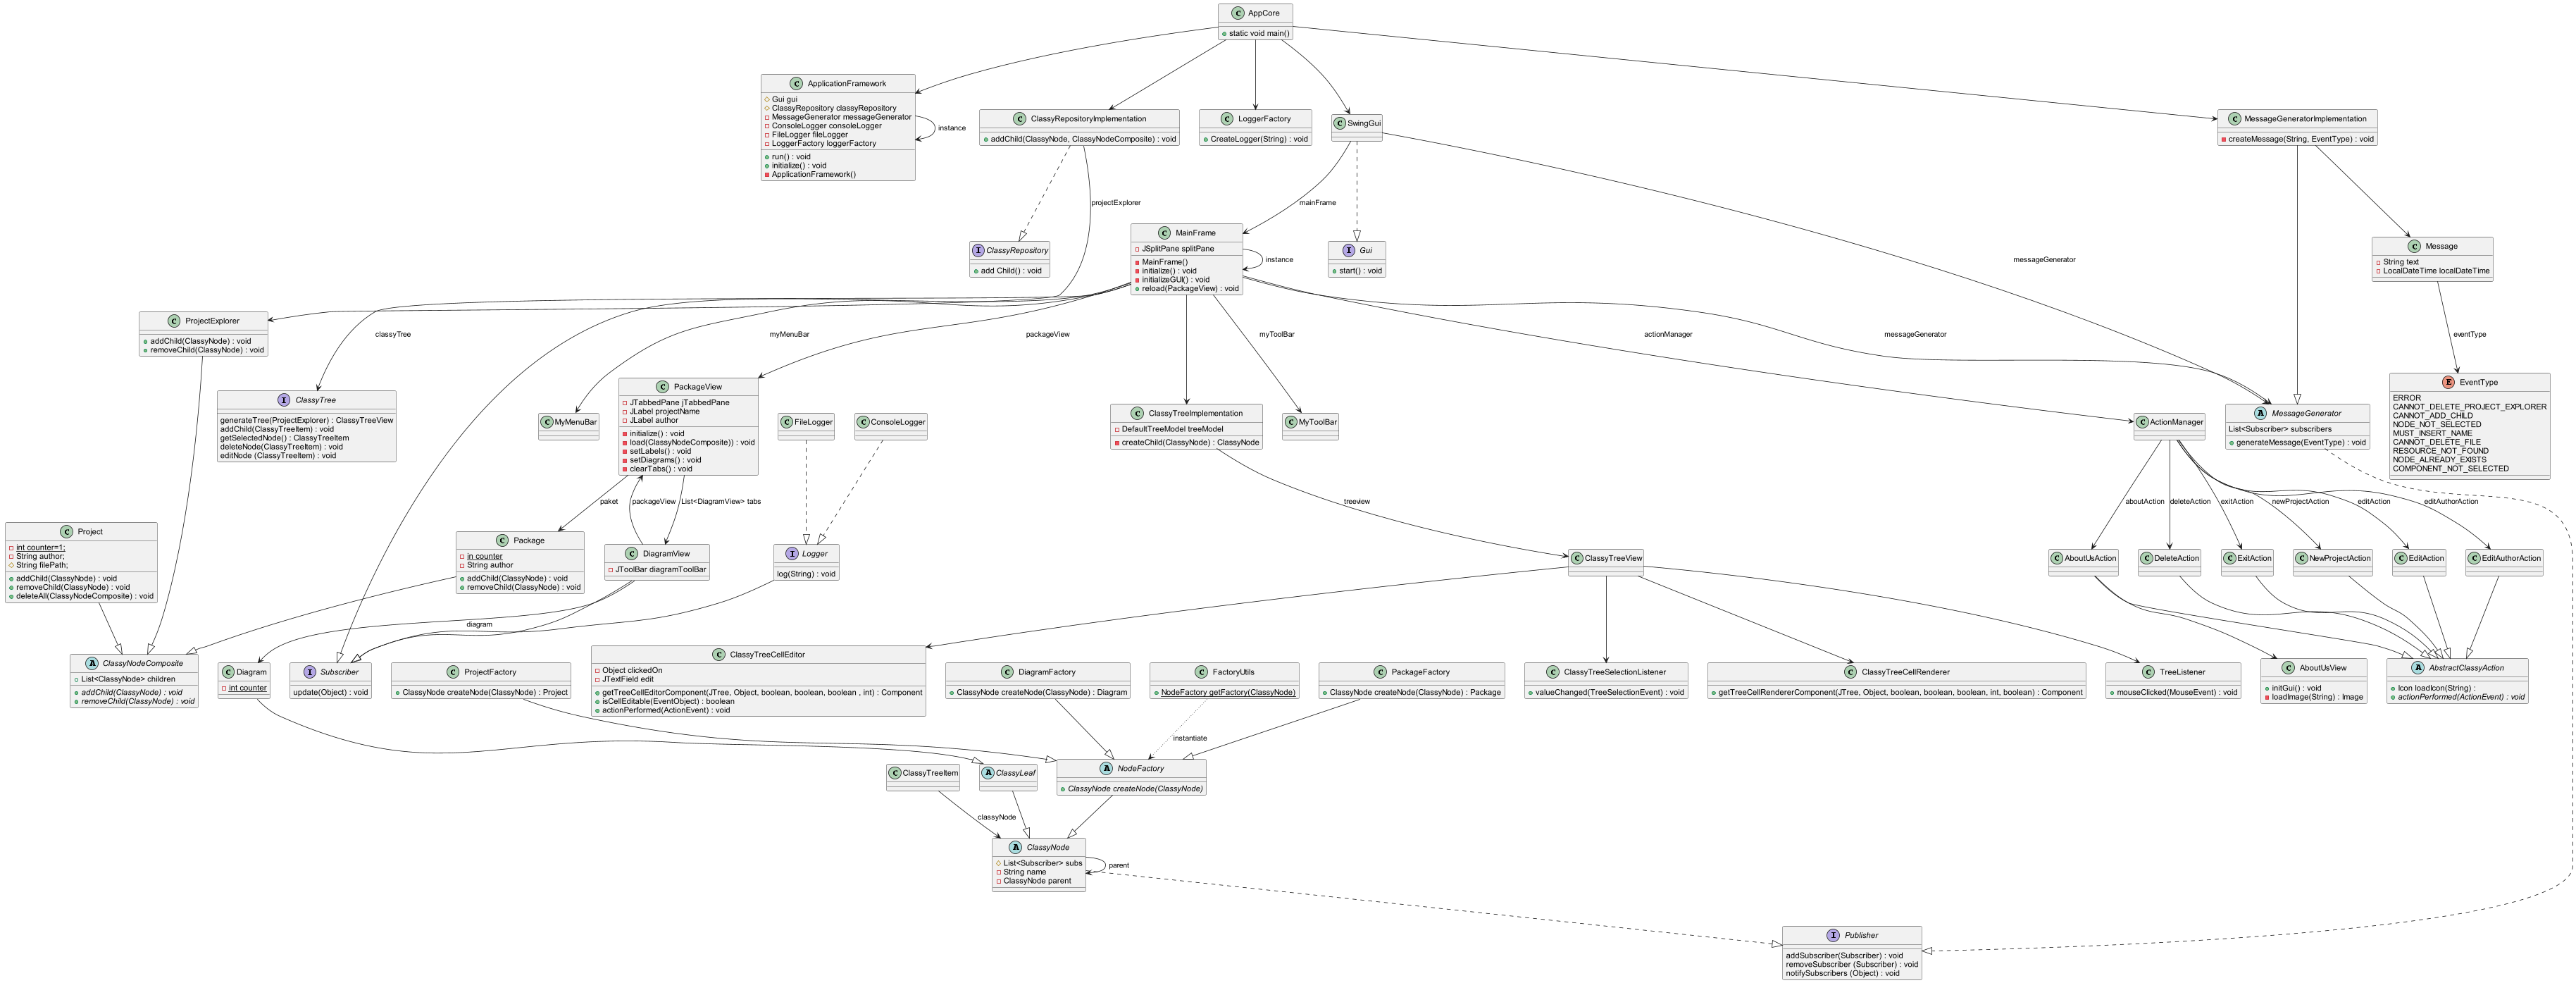 AppCore
static void main()
ApplicationFramework
Gui gui
ClassyRepository classyRepository
MessageGenerator messageGenerator
ConsoleLogger consoleLogger
FileLogger fileLogger
LoggerFactory loggerFactory
run() : void
initialize() : void
ApplicationFramework()
instance
ClassyRepositoryImplementation
addChild(ClassyNode, ClassyNodeComposite) : void
LoggerFactory
CreateLogger(String) : void
SwingGui
MessageGeneratorImplementation
createMessage(String, EventType) : void
projectExplorer
mainFrame
ClassyRepository
add Child() : void
MainFrame
JSplitPane splitPane
MainFrame()
initialize() : void
initializeGUI() : void
reload(PackageView) : void
instance
Gui
start() : void
messageGenerator
Message
String text
LocalDateTime localDateTime
ProjectExplorer
addChild(ClassyNode) : void
removeChild(ClassyNode) : void
classyTree
myMenuBar
packageView
myToolBar
actionManager
messageGenerator
eventType
ClassyTree
generateTree(ProjectExplorer) : ClassyTreeView
addChild(ClassyTreeItem) : void
getSelectedNode() : ClassyTreeItem
deleteNode(ClassyTreeItem) : void
editNode (ClassyTreeItem) : void
MyMenuBar
PackageView
JTabbedPane jTabbedPane
JLabel projectName
JLabel author
initialize() : void
load(ClassyNodeComposite)) : void
setLabels() : void
setDiagrams() : void
clearTabs() : void
FileLogger
ConsoleLogger
ClassyTreeImplementation
DefaultTreeModel treeModel
createChild(ClassyNode) : ClassyNode
MyToolBar
ActionManager
MessageGenerator
List<Subscriber> subscribers
generateMessage(EventType) : void
EventType
ERROR
CANNOT_DELETE_PROJECT_EXPLORER
CANNOT_ADD_CHILD
NODE_NOT_SELECTED
MUST_INSERT_NAME
CANNOT_DELETE_FILE
RESOURCE_NOT_FOUND
NODE_ALREADY_EXISTS
COMPONENT_NOT_SELECTED
paket
packageView
List<DiagramView> tabs
treeview
aboutAction
deleteAction
exitAction
newProjectAction
editAction
editAuthorAction
Project
int counter=1;
String author;
String filePath;
addChild(ClassyNode) : void
removeChild(ClassyNode) : void
deleteAll(ClassyNodeComposite) : void
Package
in counter
String author
addChild(ClassyNode) : void
removeChild(ClassyNode) : void
DiagramView
JToolBar diagramToolBar
Logger
log(String) : void
ClassyTreeView
AboutUsAction
DeleteAction
ExitAction
NewProjectAction
EditAction
EditAuthorAction
diagram
ClassyNodeComposite
List<ClassyNode> children
addChild(ClassyNode) : void
removeChild(ClassyNode) : void
Diagram
int counter
Subscriber
update(Object) : void
ProjectFactory
ClassyNode createNode(ClassyNode) : Project
ClassyTreeCellEditor
Object clickedOn
JTextField edit
getTreeCellEditorComponent(JTree, Object, boolean, boolean, boolean , int) : Component
isCellEditable(EventObject) : boolean
actionPerformed(ActionEvent) : void
DiagramFactory
ClassyNode createNode(ClassyNode) : Diagram
FactoryUtils
NodeFactory getFactory(ClassyNode)
PackageFactory
ClassyNode createNode(ClassyNode) : Package
ClassyTreeSelectionListener
valueChanged(TreeSelectionEvent) : void
ClassyTreeCellRenderer
getTreeCellRendererComponent(JTree, Object, boolean, boolean, boolean, int, boolean) : Component
TreeListener
mouseClicked(MouseEvent) : void
AboutUsView
initGui() : void
loadImage(String) : Image
AbstractClassyAction
Icon loadIcon(String) :
actionPerformed(ActionEvent) : void
instantiate
ClassyTreeItem
ClassyLeaf
NodeFactory
ClassyNode createNode(ClassyNode)
classyNode
ClassyNode
List<Subscriber> subs
String name
ClassyNode parent
parent
Publisher
addSubscriber(Subscriber) : void
removeSubscriber (Subscriber) : void
notifySubscribers (Object) : void